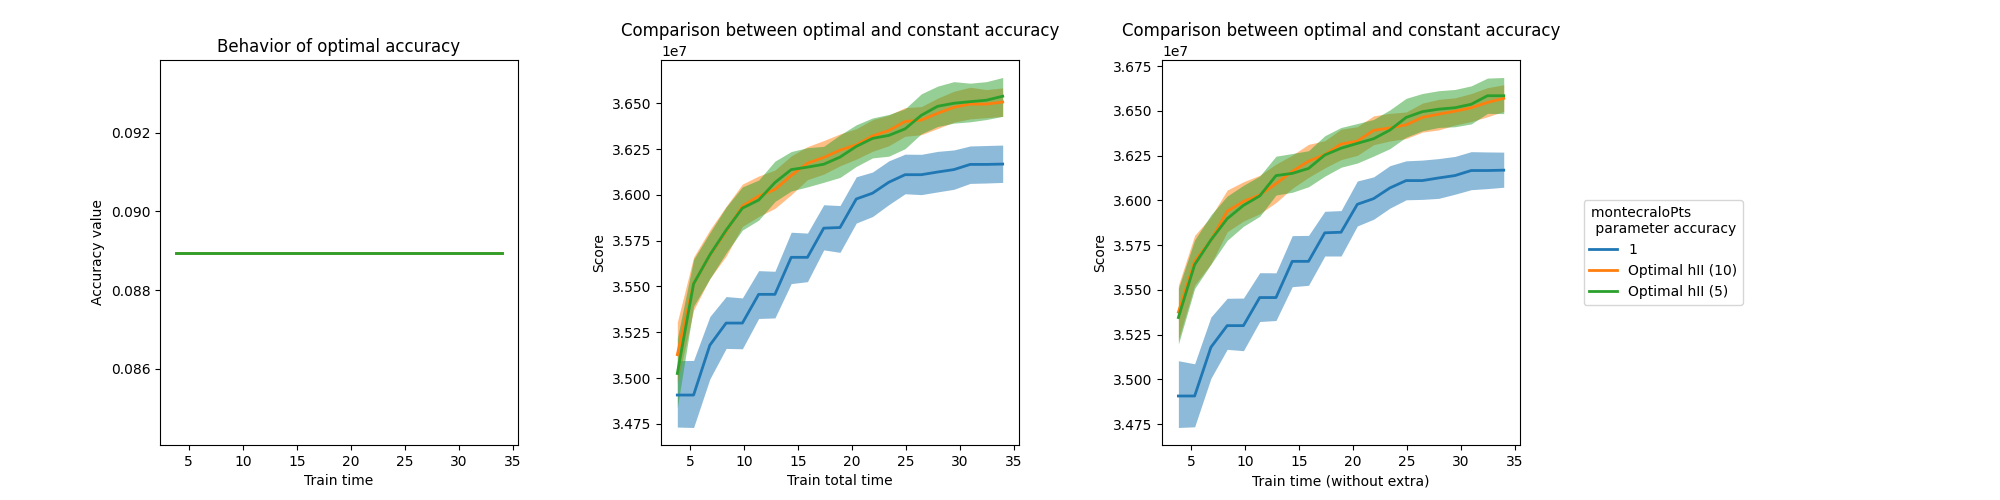 Behavior of optimal accuracy
Accuracy value
0.092
0.090
0.088
0.086
5 10 15 20 25 30 35
Train time
Comparison between optimal and constant accuracy
1e7
Score
3.650
3.625
3.600
3.575
3.550
3.525
3.500
3.475
5 10 15 20 25 30 35
Train total time
Comparison between optimal and constant accuracy
1e7
Score
3.675
3.650
3.625
3.600
3.575
3.550
3.525
3.500
3.475
5 10 15 20 25 30 35
Train time (without extra)
montecraloPts
parameter accuracy
1
Optimal hII (10)
Optimal hII (5)